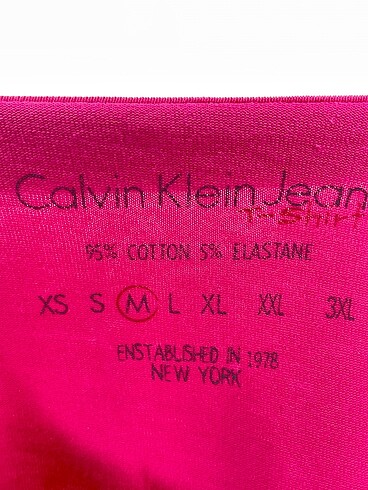 Calvin Klein Jean
T-Shirt
95% COTTON 5% ELASTANE
XS S M L XL XXL 3XL
ENSTABLISHED IN 1978
NEW YORK